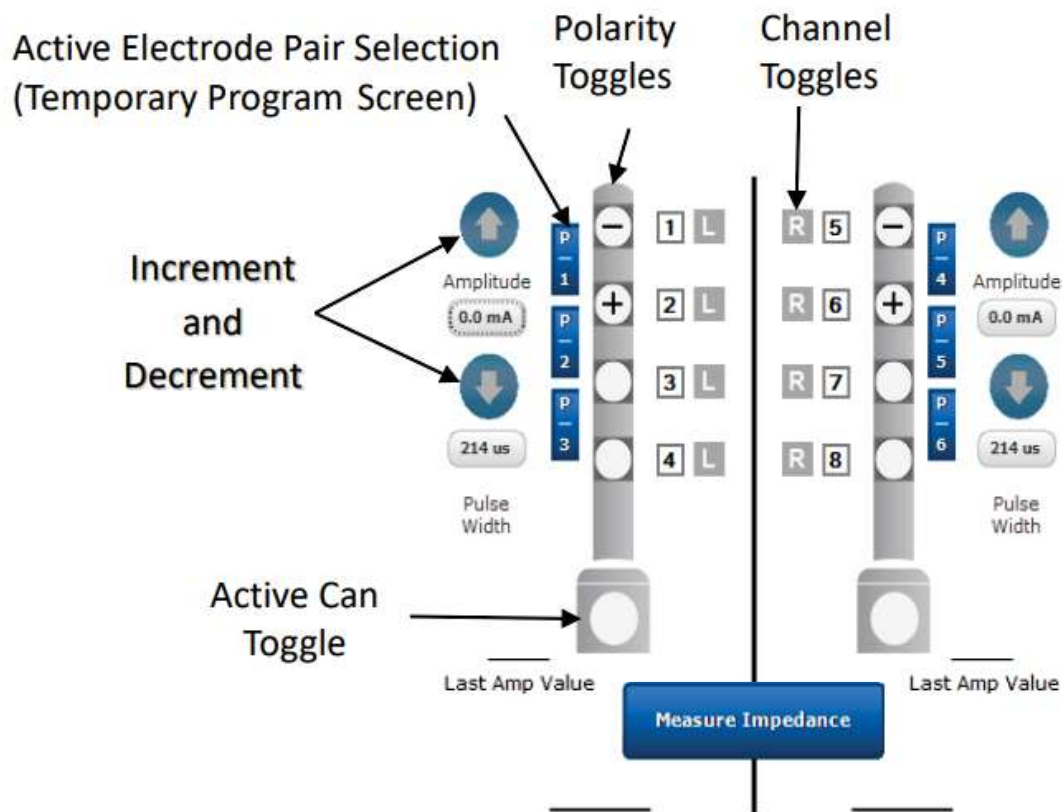 Active Electrode Pair Selection
(Temporary Program Screen)
Polarity
Toggles
Channel
Toggles
Increment
and
Decrement
Amplitude
0.0 mA
214 us
Pulse
Width
P
1
P
2
P
3
−
+
1 L
2 L
3 L
4 L
R 5
R 6
R 7
R 8
−
+
P
4
P
5
P
6
Amplitude
0.0 mA
214 us
Pulse
Width
Active Can
Toggle
Last Amp Value
Last Amp Value
Measure Impedance